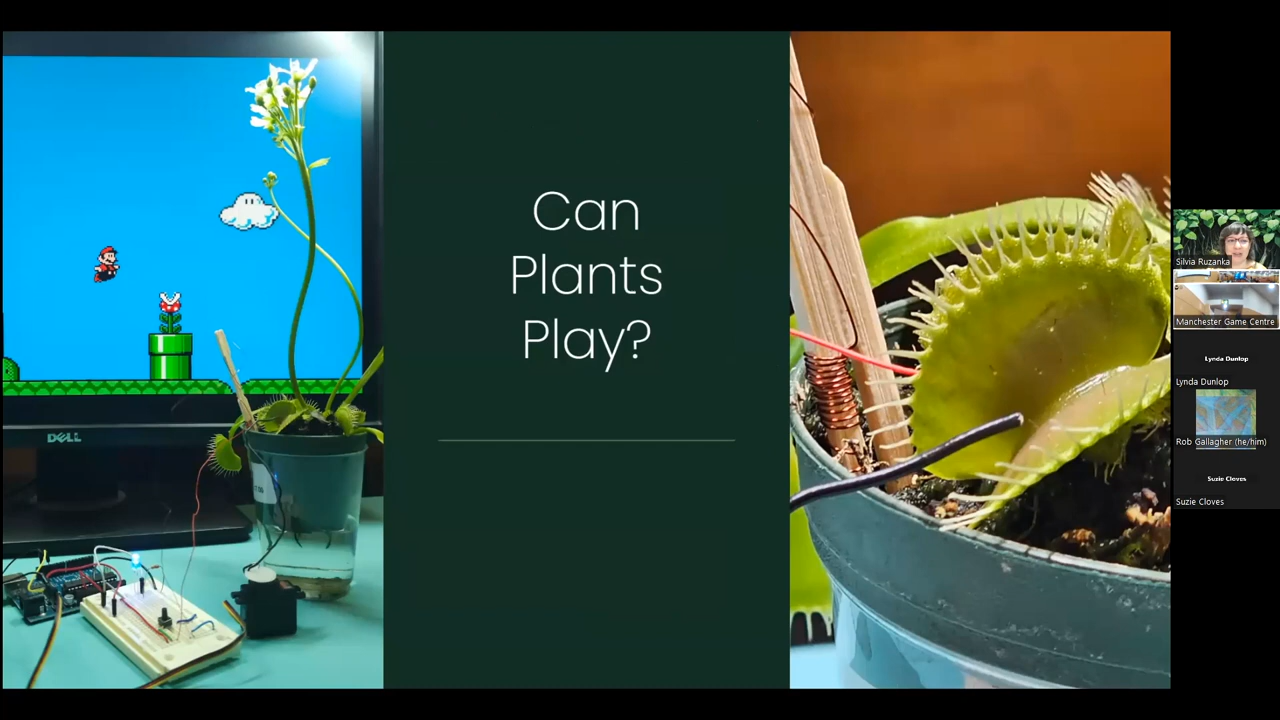 Can
Plants
Play?
DELL
Silvia Ruzanka
Manchester Game Centre
Lynda Dunlop
Lynda Dunlop
Rob Gallagher (he/him)
Suzie Cloves
Suzie Cloves